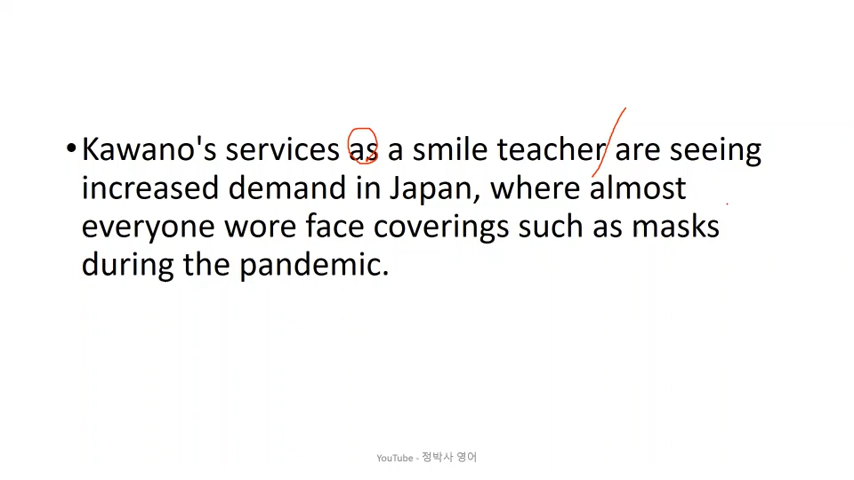 •Kawano's services as a smile teacher are seeing
increased demand in Japan, where almost
everyone wore face coverings such as masks
during the pandemic.
YouTube - 정박사 영어